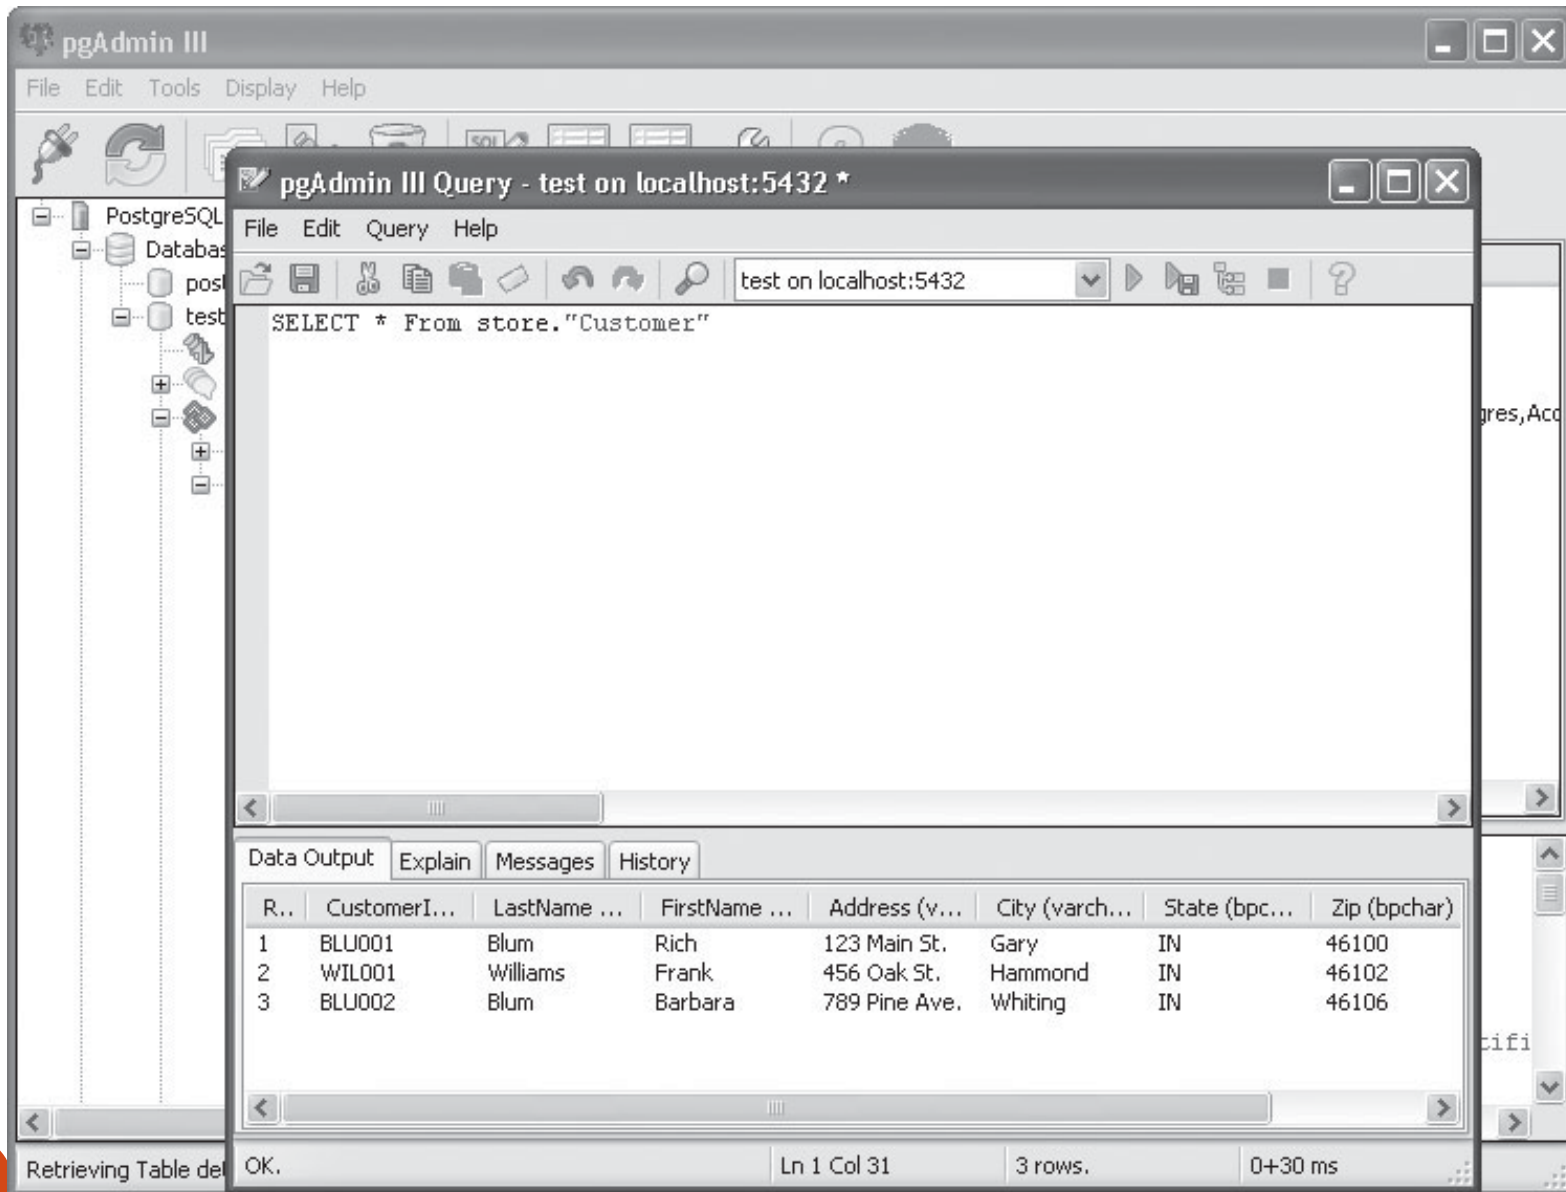 pgAdmin III
File Edit Tools Display Help
SQL
pgAdmin III Query - test on localhost:5432 *
PostgreSQL
File Edit Query Help
Databas
test on localhost:5432
test
SELECT * From store."Customer"
gres,Acc
Data Output Explain Messages History
R.. CustomerI... LastName ... FirstName ... Address (v... City (varch... State (bpc... Zip (bpchar)
1 BLU001 Blum Rich 123 Main St. Gary IN 46100
2 WIL001 Williams Frank 456 Oak St. Hammond IN 46102
3 BLU002 Blum Barbara 789 Pine Ave. Whiting IN 46106
Retrieving Table de
OK. Ln 1 Col 31 3 rows. 0+30 ms